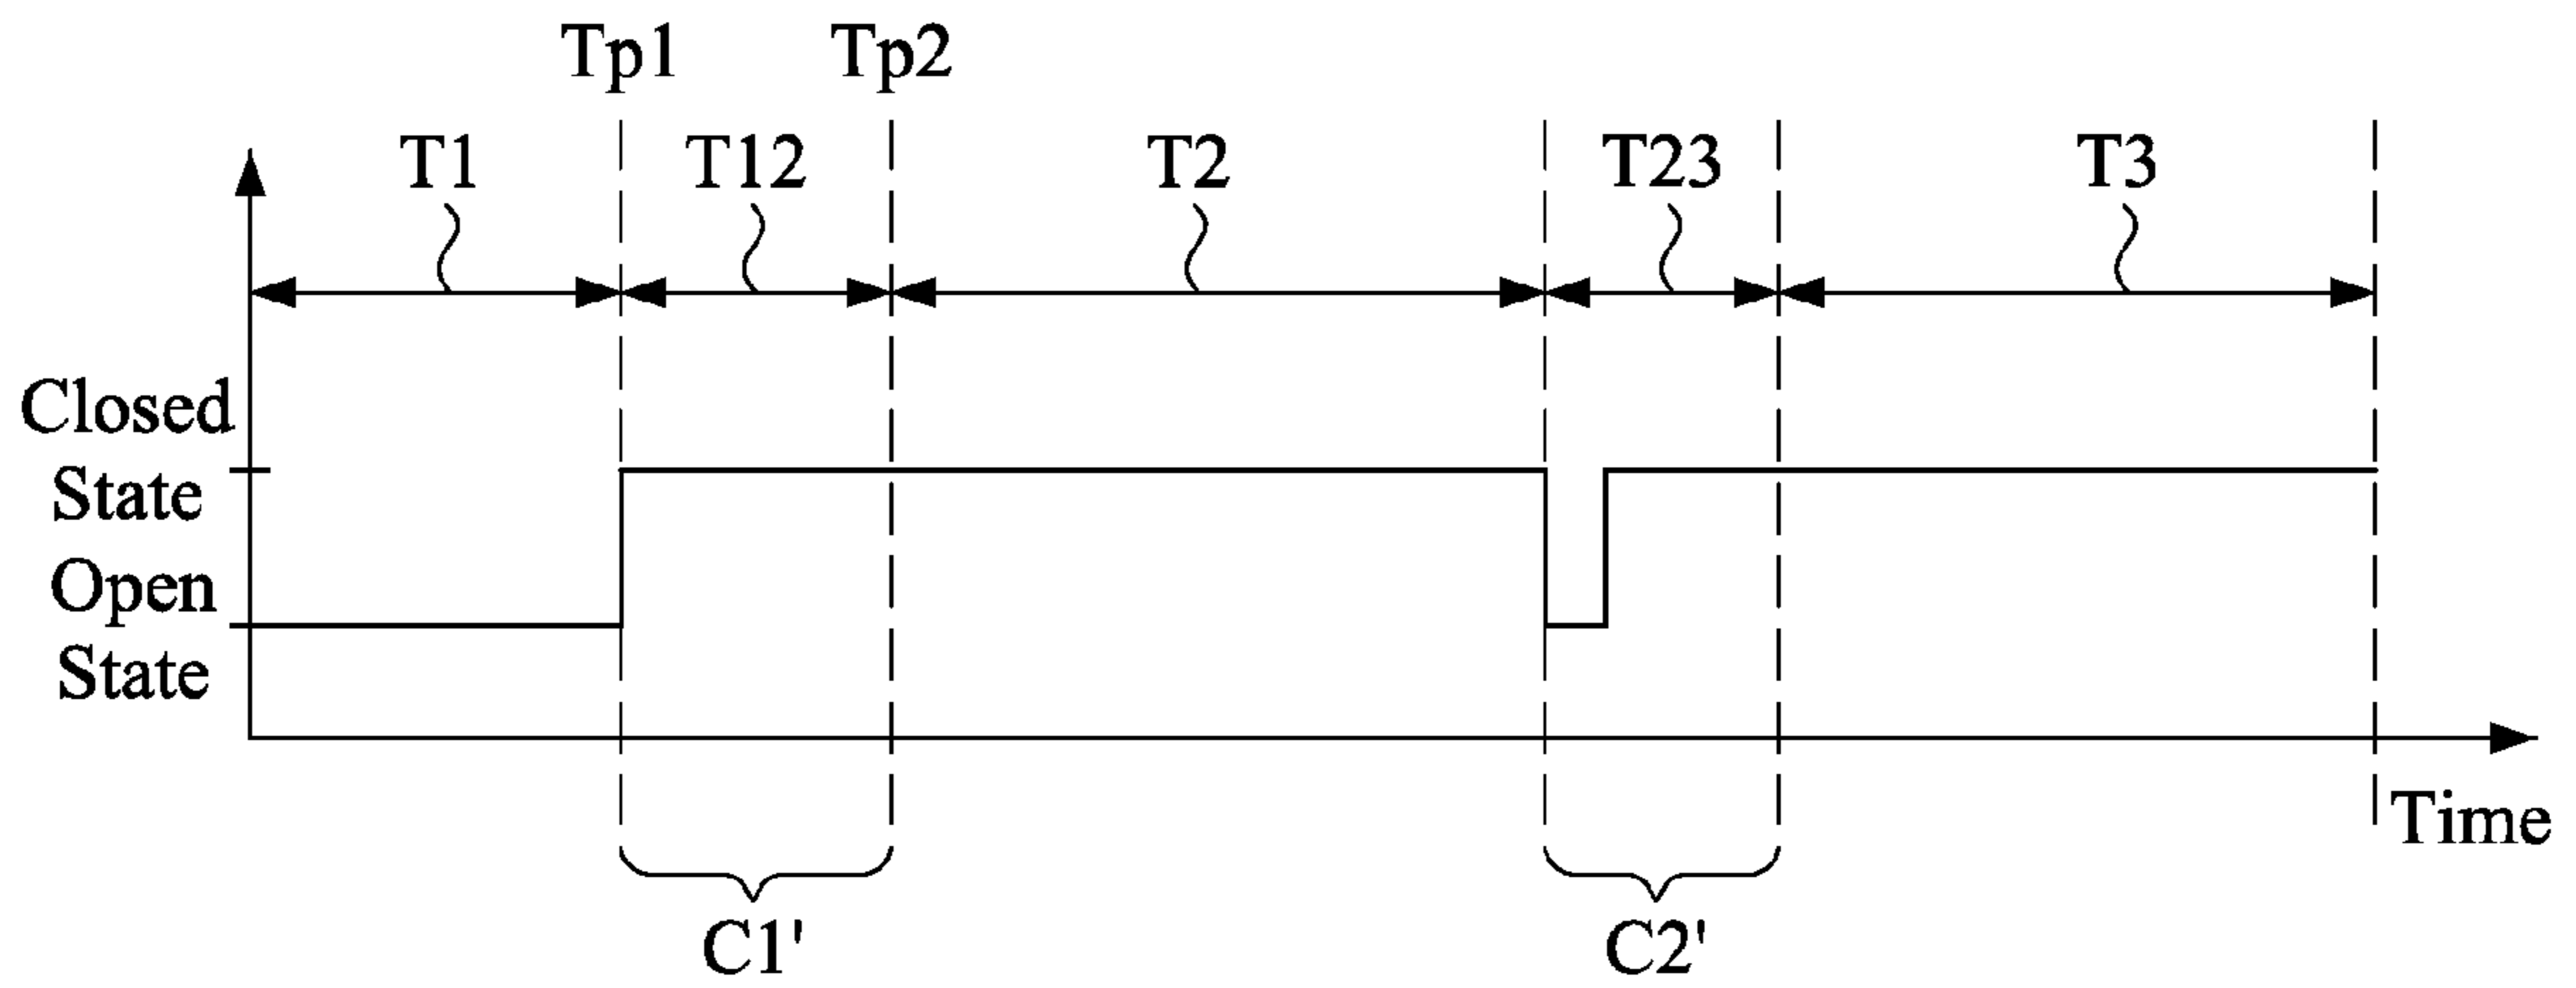 Tp1 Tp2
T1 T12 T2 T23 T3
Closed
State
Open
State
Time
C1' C2'